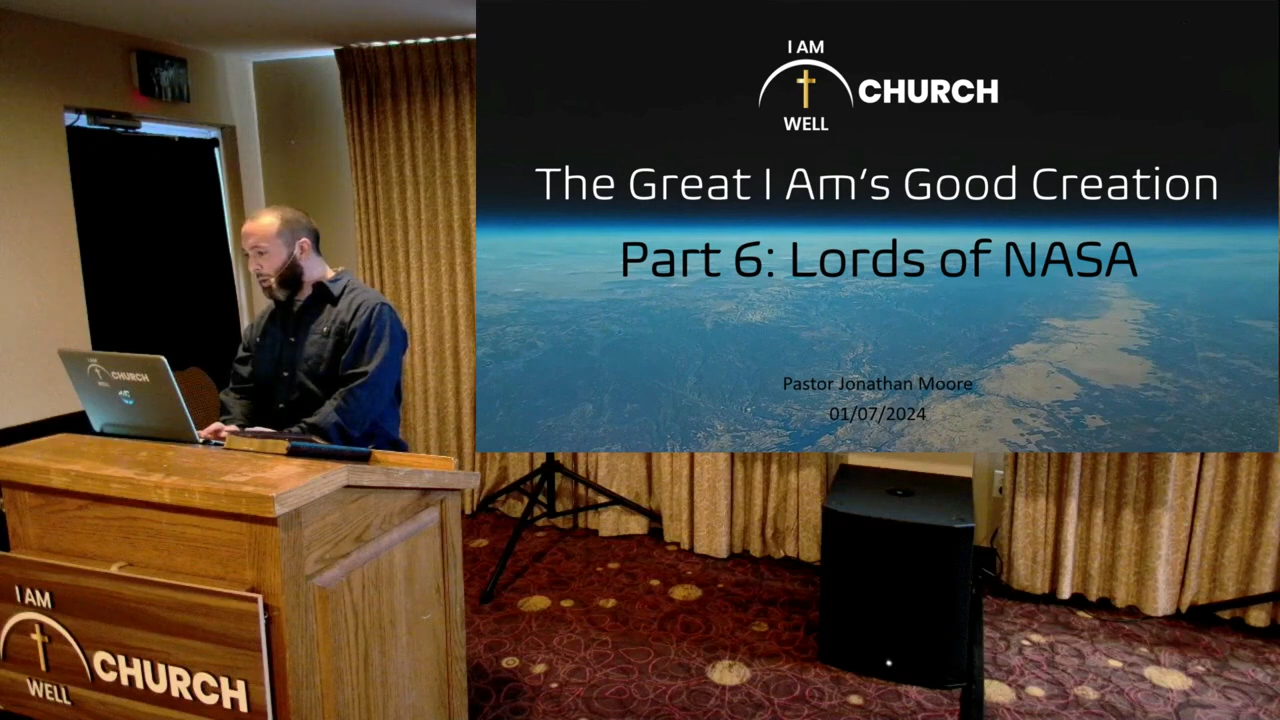 I AM
CHURCH
WELL
The Great I Am's Good Creation
Part 6: Lords of NASA
Pastor Jonathan Moore
01/07/2024
I AM
CHURCH
WELL
I AM
CHURCH
WELL